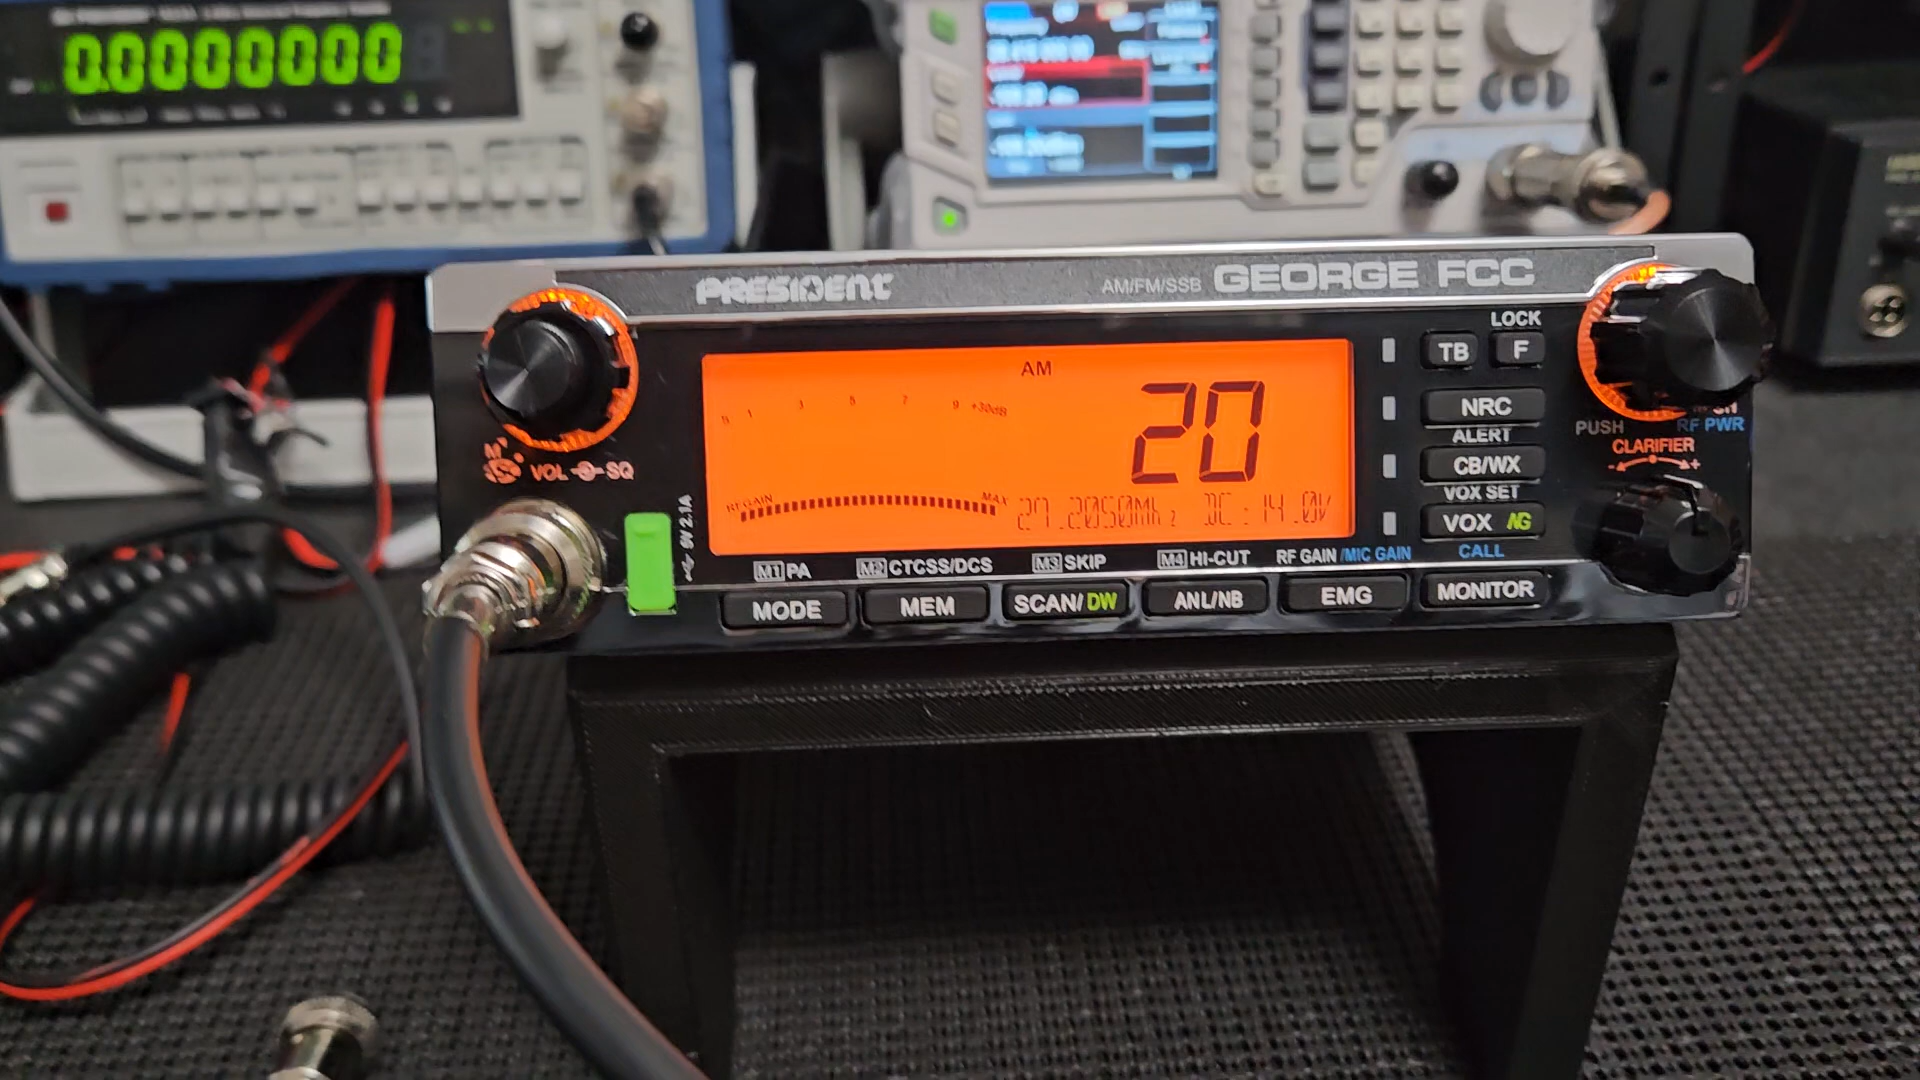 0.0000000
PRESIDENT
AM/FM/SSB GEORGE FCC
LOCK
TB F
AM
20
1 3 5 7 9 +30dB
NRC
PUSH
RF PWR
ALERT
CLARIFIER
- +
VOL SQ
CB/WX
VOX SET
RF GAIN MAX
27.2050MHz DC:14.0V
5V 2.1A
VOX NG
CALL
M1 PA
M2 CTCSS/DCS
M3 SKIP
M4 HI-CUT
RF GAIN/MIC GAIN
MODE
MEM
SCAN/DW
ANL/NB
EMG
MONITOR